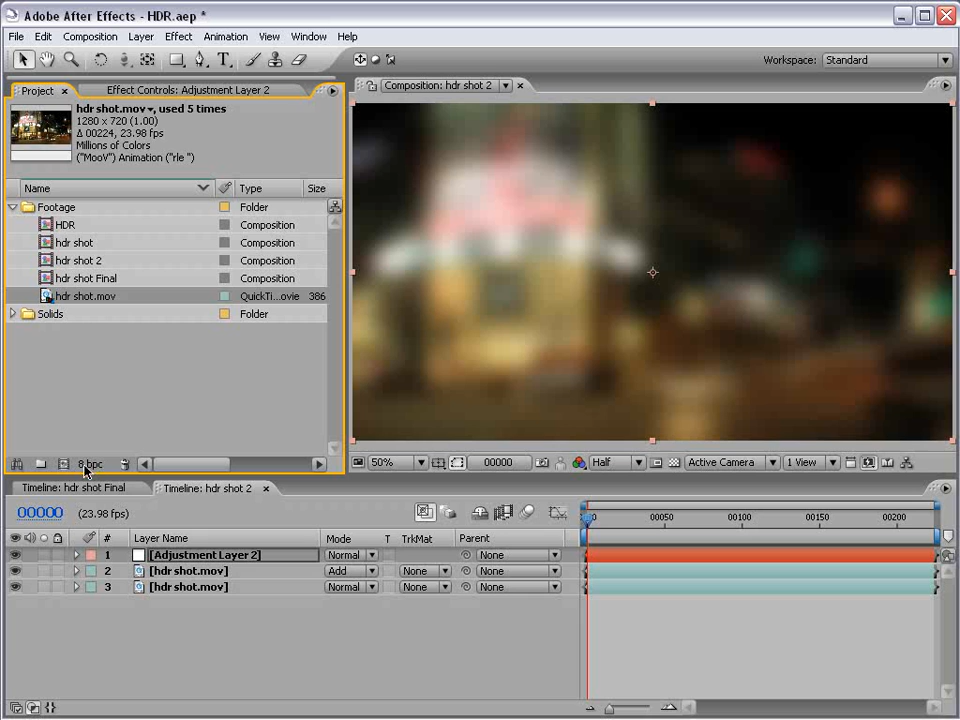 Adobe After Effects - HDR.aep *
File Edit Composition Layer Effect Animation View Window Help
T Workspace: Standard
Project × Effect Controls: Adjustment Layer 2
Composition: hdr shot 2 ×
hdr shot.mov, used 5 times
1280 x 720 (1.00)
Δ 00224, 23.98 fps
Millions of Colors
("MooV") Animation ("rle ")
Name Type Size
Footage Folder
HDR Composition
hdr shot Composition
hdr shot 2 Composition
hdr shot Final Composition
hdr shot.mov QuickTi...ovie 386
Solids Folder
8 bpc
50% 00000 Half Active Camera 1 View
Timeline: hdr shot Final Timeline: hdr shot 2 ×
00000 (23.98 fps)
0 00050 00100 00150 00200
# Layer Name Mode T TrkMat Parent
1 [Adjustment Layer 2] Normal None
2 [hdr shot.mov] Add None None
3 [hdr shot.mov] Normal None None